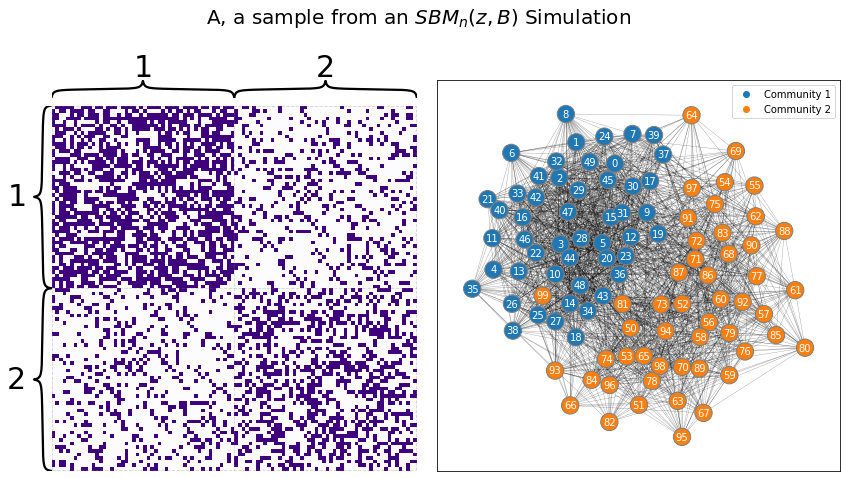 A, a sample from an $SBM_n(z, B)$ Simulation
1 2
1
2
Community 1
Community 2
8 64
1 24 7 39
6 32 49 0 37 69
41 2 45 30 17 97 54 55
21 33 42 29
40 16 47 15 31 9 91 75 62
11 46 3 28 5 12 19 72 83 90 88
22 44 20 23 71 68
4 13 10 36 87 86 77
35 99 48 43 61
26 14 34 81 73 52 60 92
25 27 50 56 57
38 18 94 58 79 85
74 53 65 76 80
93 98 70 89 59
84 96 78
66 51 63 67
82 95